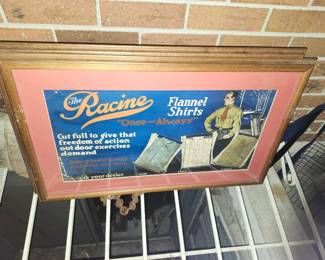 The Racine
Flannel
Shirts
"Once—Always"
Cut full to give that
freedom of action
out door exercises
demand
your dealer